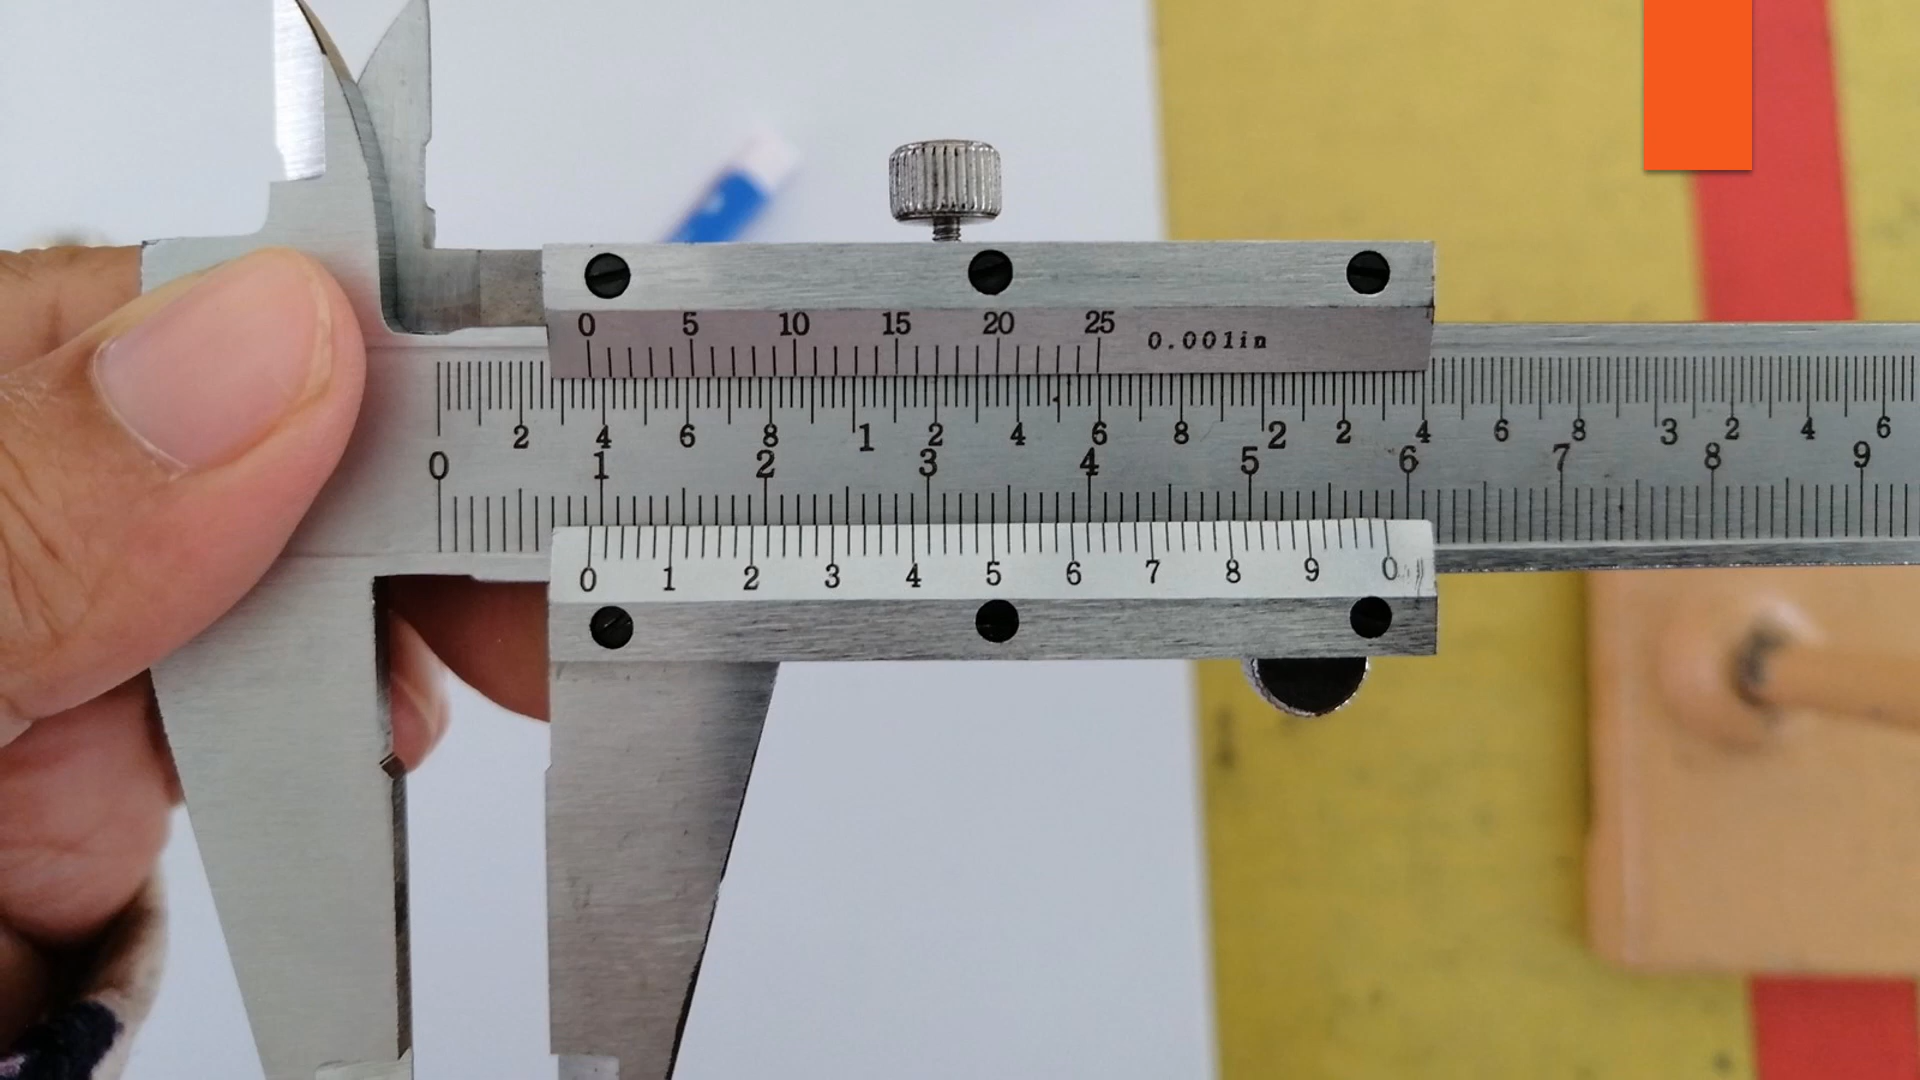 0 5 10 15 20 25 0.001in
2 4 6 8 1 2 4 6 8 2 2 4 6 8 3 2 4 6
0 1 2 3 4 5 6 7 8 9
0 1 2 3 4 5 6 7 8 9 0